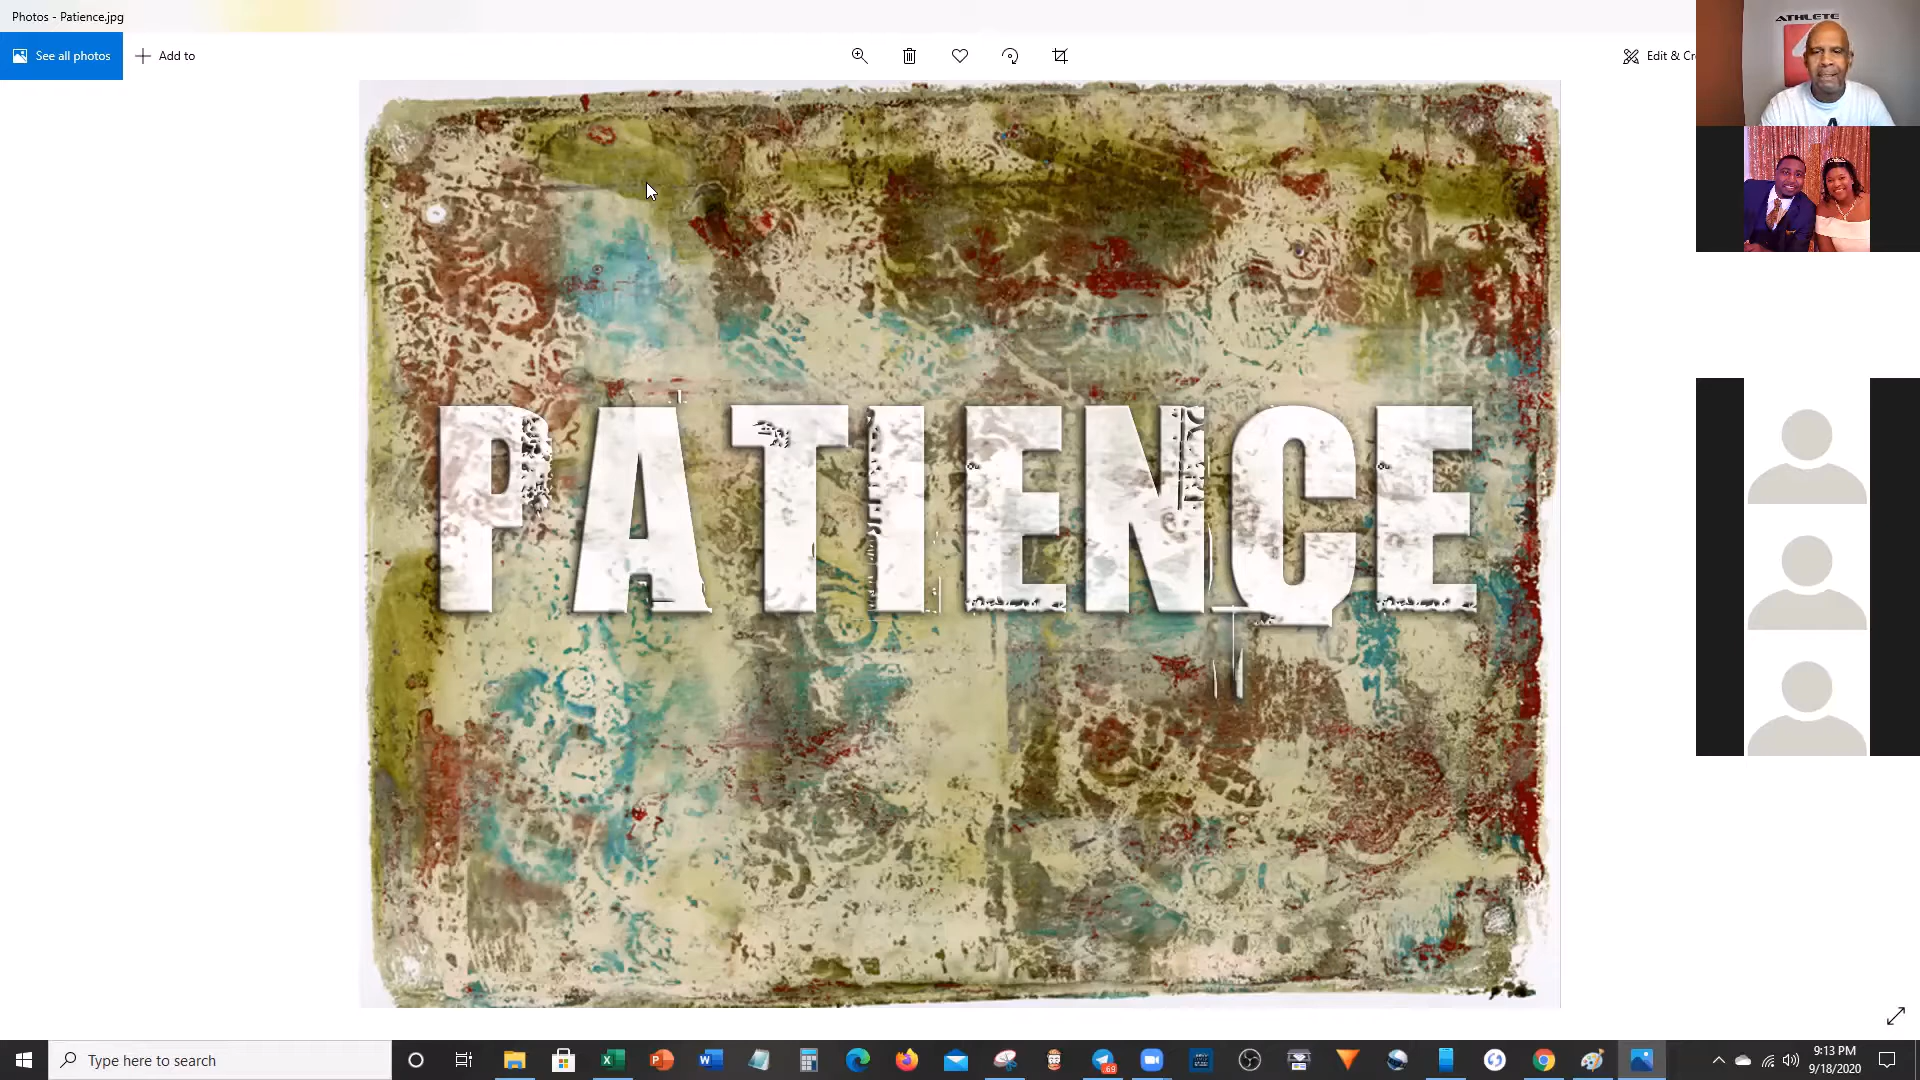 Photos - Patience.jpg
See all photos
Add to
Edit & Cr
ATHLETE
PATIENCE
Type here to search
69
9:13 PM
9/18/2020